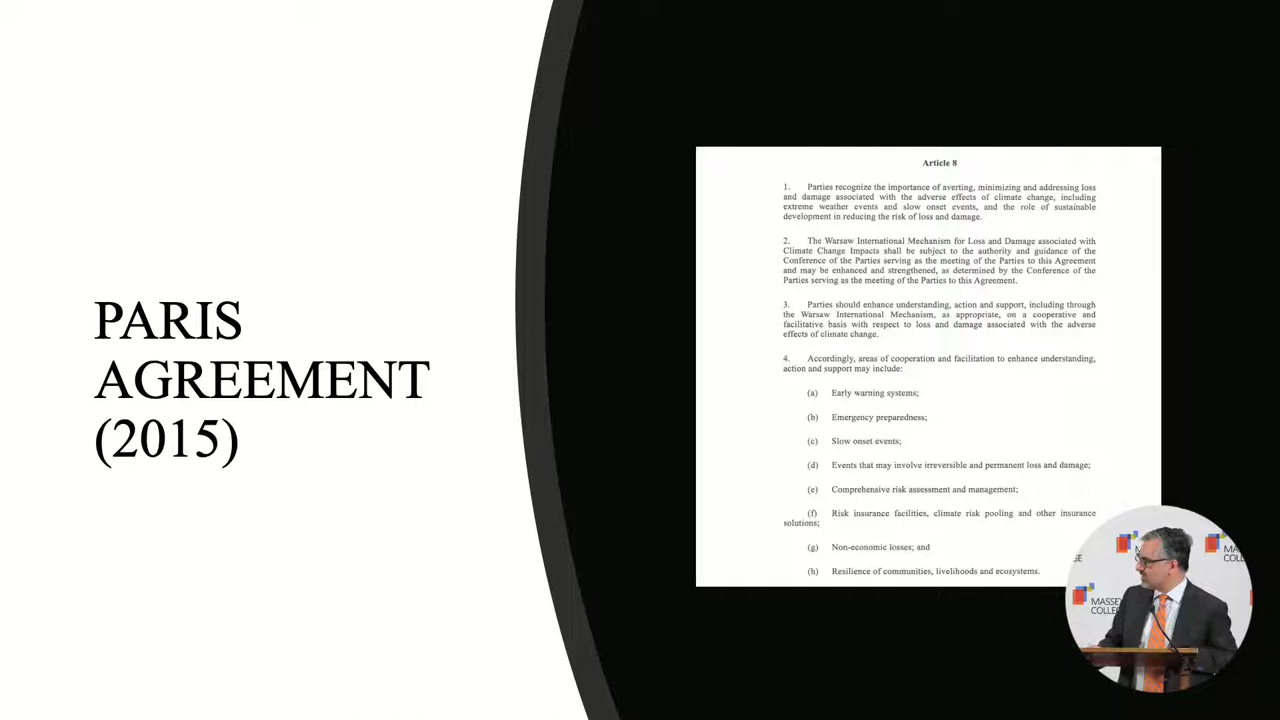 PARIS
AGREEMENT
(2015)
Article 8
1. Parties recognize the importance of averting, minimizing and addressing loss
and damage associated with the adverse effects of climate change, including
extreme weather events and slow onset events, and the role of sustainable
development in reducing the risk of loss and damage.
2. The Warsaw International Mechanism for Loss and Damage associated with
Climate Change Impacts shall be subject to the authority and guidance of the
Conference of the Parties serving as the meeting of the Parties to this Agreement
and may be enhanced and strengthened, as determined by the Conference of the
Parties serving as the meeting of the Parties to this Agreement.
3. Parties should enhance understanding, action and support, including through
the Warsaw International Mechanism, as appropriate, on a cooperative and
facilitative basis with respect to loss and damage associated with the adverse
effects of climate change.
4. Accordingly, areas of cooperation and facilitation to enhance understanding,
action and support may include:
(a) Early warning systems;
(b) Emergency preparedness;
(c) Slow onset events;
(d) Events that may involve irreversible and permanent loss and damage;
(e) Comprehensive risk assessment and management;
(f) Risk insurance facilities, climate risk pooling and other insurance
solutions;
(g) Non-economic losses; and
(h) Resilience of communities, livelihoods and ecosystems.
MASSEY
COLLEGE